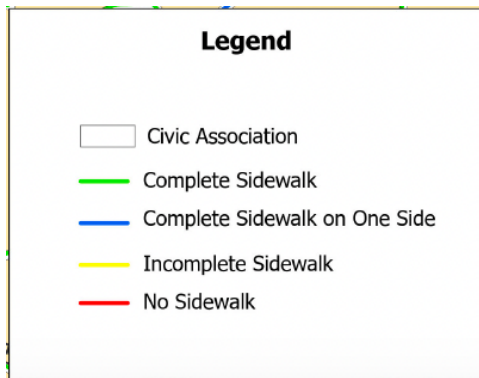 Legend
Civic Association
Complete Sidewalk
Complete Sidewalk on One Side
Incomplete Sidewalk
No Sidewalk